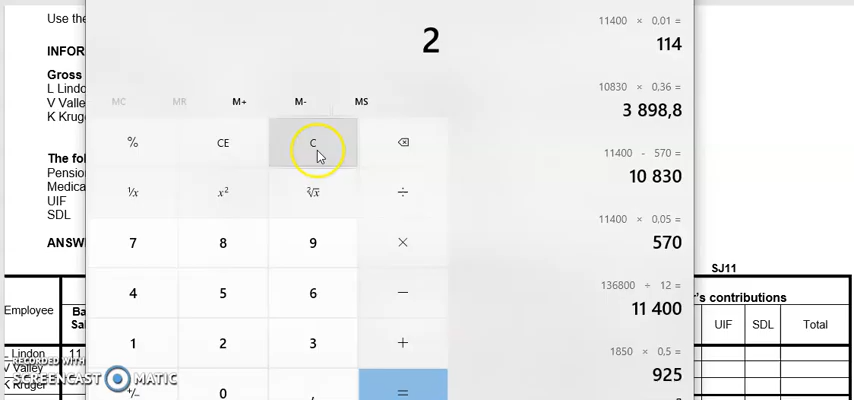 Use the
INFOR
Gross
L Lindo
V Valle
K Kruge
The fol
Pension
Medica
UIF
SDL
ANSW
2
MC MR M+ M- MS
% CE C
¹/x x² ²√x ÷
7 8 9 ×
4 5 6 −
1 2 3 +
+/− 0 , =
11400 × 0,01 =
114
10830 × 0,36 =
3 898,8
11400 - 570 =
10 830
11400 × 0,05 =
570
136800 ÷ 12 =
11 400
1850 × 0,5 =
925
SJ11
Employee
Ba
Sal
r's contributions
UIF SDL Total
Lindon 11
Valley
Kruger
RECORDED WITH
SCREENCAST MATIC